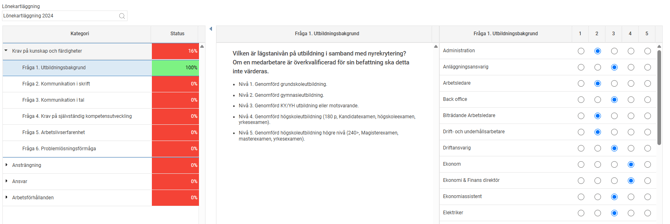 Lönekartläggning
Lönekartläggning 2024
Kategori Status
Krav på kunskap och färdigheter 16%
Fråga 1. Utbildningsbakgrund 100%
Fråga 2. Kommunikation i skrift 0%
Fråga 3. Kommunikation i tal 0%
Fråga 4. Krav på självständig kompetensutveckling 0%
Fråga 5. Arbetsliverfarenhet 0%
Fråga 6. Problemlösningsförmåga 0%
Ansträngning 0%
Ansvar 0%
Arbetsförhållanden 0%
Fråga 1. Utbildningsbakgrund
Vilken är lägstanivån på utbildning i samband med nyrekrytering?
Om en medarbetare är överkvalificerad för sin befattning ska detta
inte värderas.
• Nivå 1. Genomförd grundskoleutbildning.
• Nivå 2. Genomförd gymnasieutbildning.
• Nivå 3. Genomförd KY/YH utbildning eller motsvarande.
• Nivå 4. Genomförd högskoleutbildning (180 p, Kandidatexamen, högskoleexamen,
yrkesexamen).
• Nivå 5. Genomförd högskoleutbildning högre nivå (240+, Magisterexamen,
masterexamen, yrkesexamen).
Fråga 1. Utbildningsbakgrund 1 2 3 4 5
Administration
Anläggningsansvarig
Arbetsledare
Back office
Biträdande Arbetsledare
Drift- och underhållsarbetare
Driftansvarig
Ekonom
Ekonomi & Finans direktör
Ekonomiassistent
Elektriker